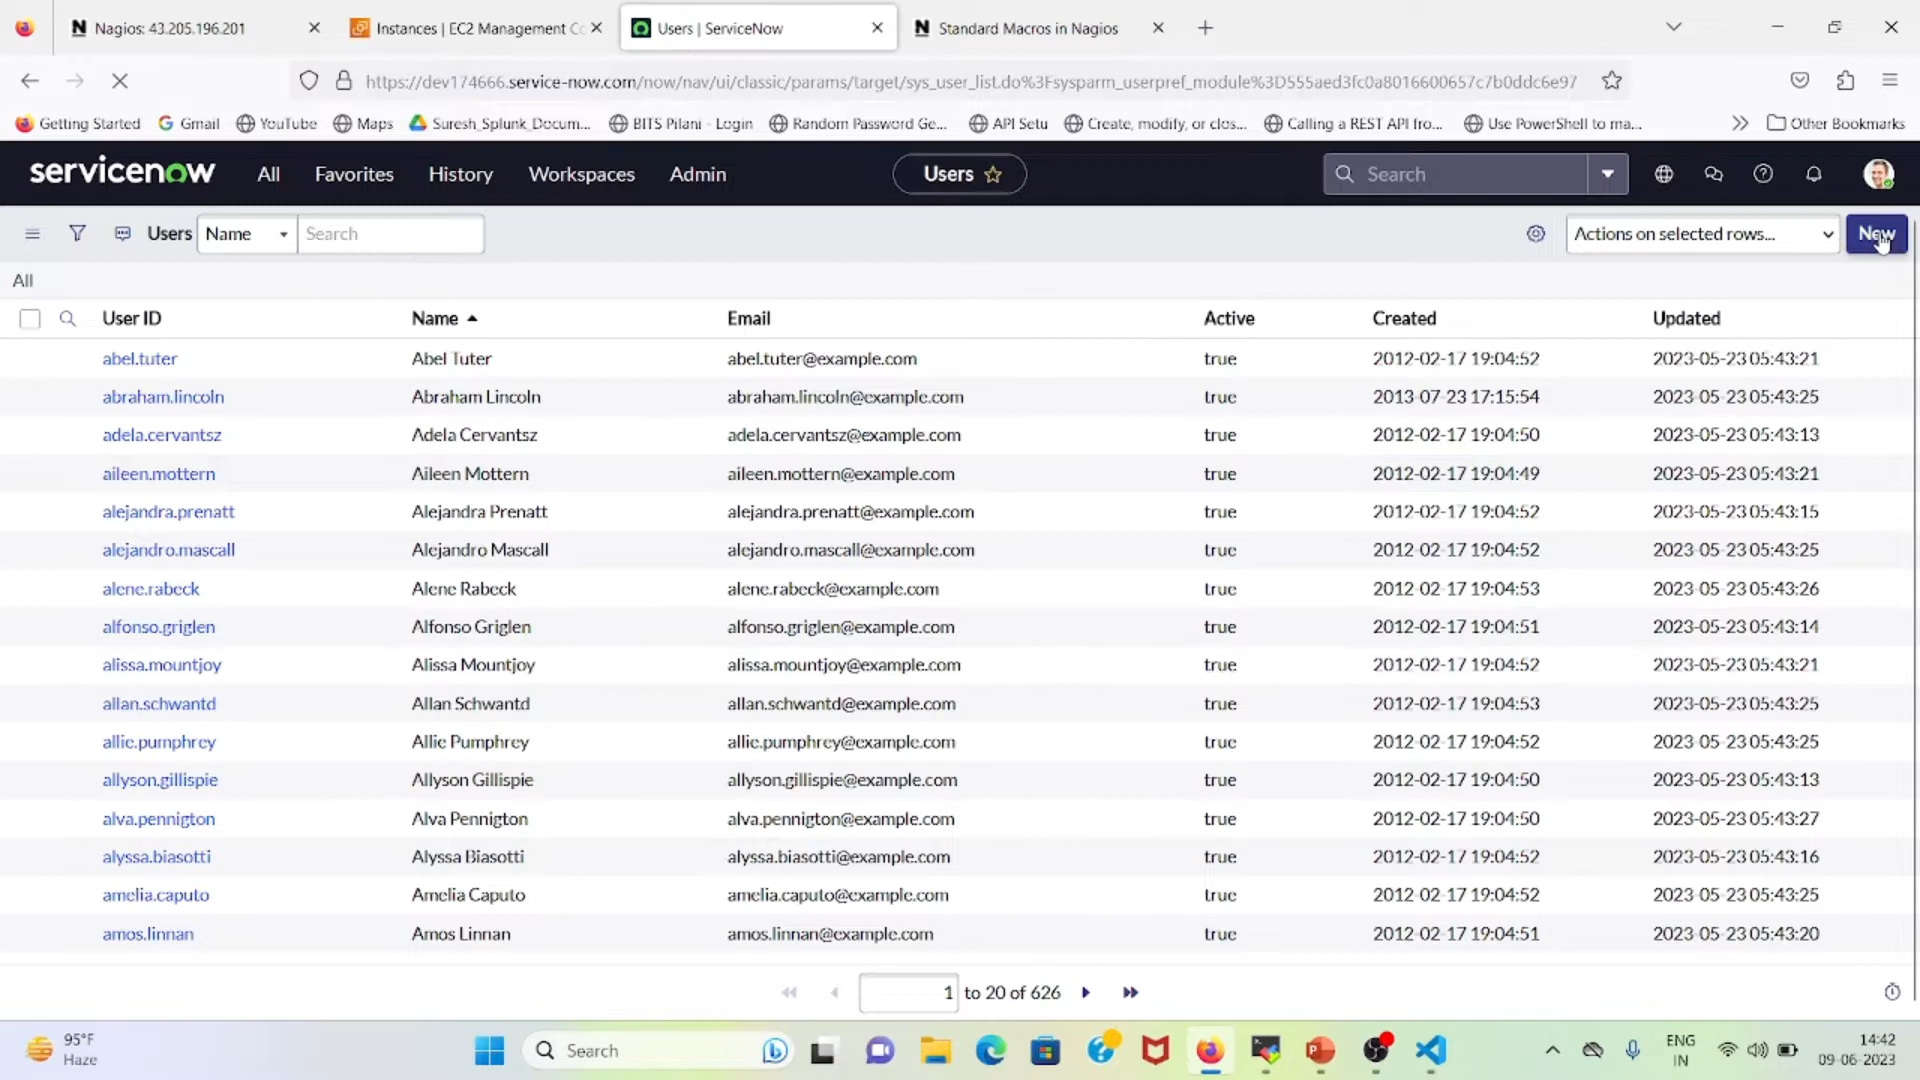 Nagios: 43.205.196.201
Instances | EC2 Management Co
Users | ServiceNow
Standard Macros in Nagios
https://dev174666.service-now.com/now/nav/ui/classic/params/target/sys_user_list.do%3Fsysparm_userpref_module%3D555aed3fc0a8016600657c7b0ddc6e97
Getting Started
Gmail
YouTube
Maps
Suresh_Splunk_Docum...
BITS Pilani - Login
Random Password Ge...
API Setu
Create, modify, or clos...
Calling a REST API fro...
Use PowerShell to ma...
Other Bookmarks
servicenow
All
Favorites
History
Workspaces
Admin
Users
Search
Users
Name
Search
Actions on selected rows...
New
All
User ID Name Email Active Created Updated
abel.tuter Abel Tuter abel.tuter@example.com true 2012-02-17 19:04:52 2023-05-23 05:43:21
abraham.lincoln Abraham Lincoln abraham.lincoln@example.com true 2013-07-23 17:15:54 2023-05-23 05:43:25
adela.cervantsz Adela Cervantsz adela.cervantsz@example.com true 2012-02-17 19:04:50 2023-05-23 05:43:13
aileen.mottern Aileen Mottern aileen.mottern@example.com true 2012-02-17 19:04:49 2023-05-23 05:43:21
alejandra.prenatt Alejandra Prenatt alejandra.prenatt@example.com true 2012-02-17 19:04:52 2023-05-23 05:43:15
alejandro.mascall Alejandro Mascall alejandro.mascall@example.com true 2012-02-17 19:04:52 2023-05-23 05:43:25
alene.rabeck Alene Rabeck alene.rabeck@example.com true 2012-02-17 19:04:53 2023-05-23 05:43:26
alfonso.griglen Alfonso Griglen alfonso.griglen@example.com true 2012-02-17 19:04:51 2023-05-23 05:43:14
alissa.mountjoy Alissa Mountjoy alissa.mountjoy@example.com true 2012-02-17 19:04:52 2023-05-23 05:43:21
allan.schwantd Allan Schwantd allan.schwantd@example.com true 2012-02-17 19:04:53 2023-05-23 05:43:25
allie.pumphrey Allie Pumphrey allie.pumphrey@example.com true 2012-02-17 19:04:52 2023-05-23 05:43:25
allyson.gillispie Allyson Gillispie allyson.gillispie@example.com true 2012-02-17 19:04:50 2023-05-23 05:43:13
alva.pennigton Alva Pennigton alva.pennigton@example.com true 2012-02-17 19:04:50 2023-05-23 05:43:27
alyssa.biasotti Alyssa Biasotti alyssa.biasotti@example.com true 2012-02-17 19:04:52 2023-05-23 05:43:16
amelia.caputo Amelia Caputo amelia.caputo@example.com true 2012-02-17 19:04:52 2023-05-23 05:43:25
amos.linnan Amos Linnan amos.linnan@example.com true 2012-02-17 19:04:51 2023-05-23 05:43:20
1 to 20 of 626
95°F
Haze
Search
ENG
IN
14:42
09-06-2023